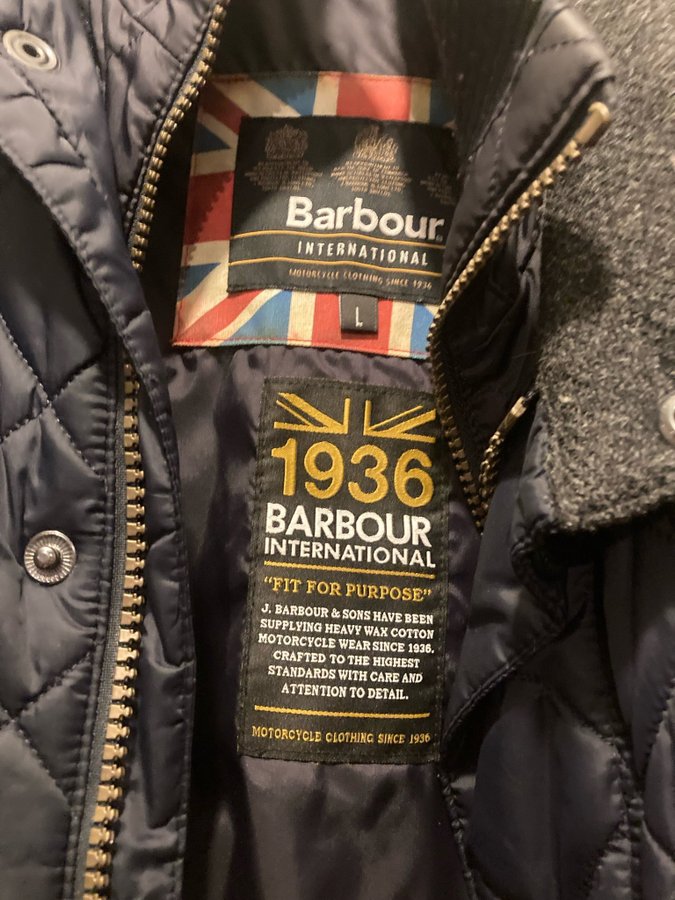 Barbour
INTERNATIONAL
MOTORCYCLE CLOTHING SINCE 1936
L
1936
BARBOUR
INTERNATIONAL
"FIT FOR PURPOSE"
J. BARBOUR & SONS HAVE BEEN
SUPPLYING HEAVY WAX COTTON
MOTORCYCLE WEAR SINCE 1936.
CRAFTED TO THE HIGHEST
STANDARDS WITH CARE AND
ATTENTION TO DETAIL.
MOTORCYCLE CLOTHING SINCE 1936